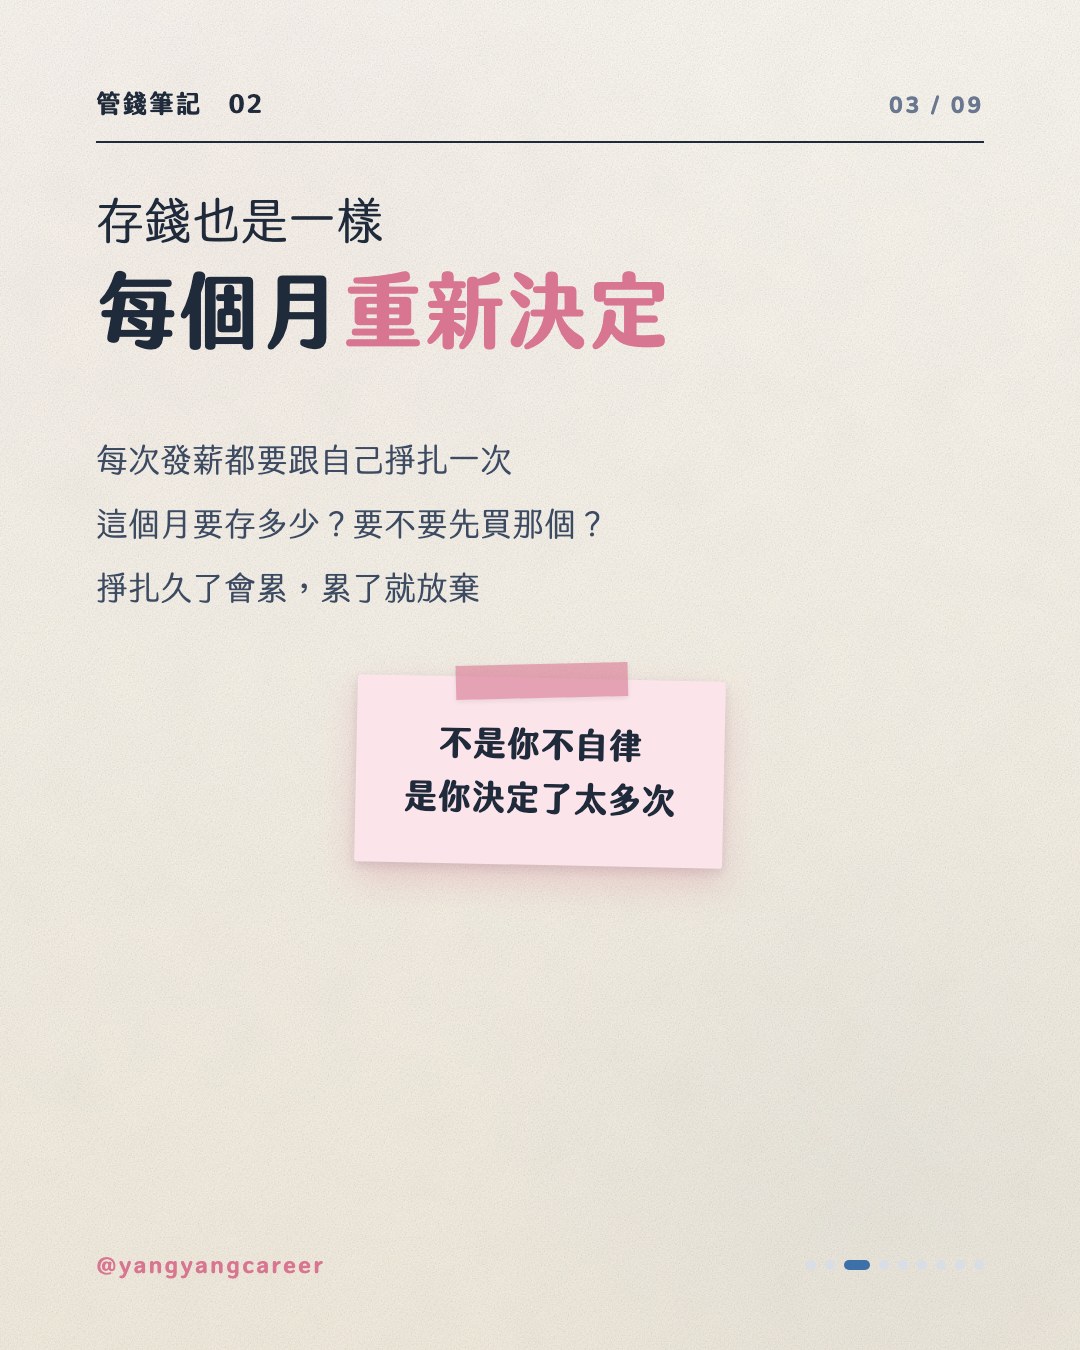 管錢筆記 02
03 / 09
存錢也是一樣
每個月重新決定
每次發薪都要跟自己掙扎一次
這個月要存多少？要不要先買那個？
掙扎久了會累，累了就放棄
不是你不自律
是你決定了太多次
@yangyangcareer